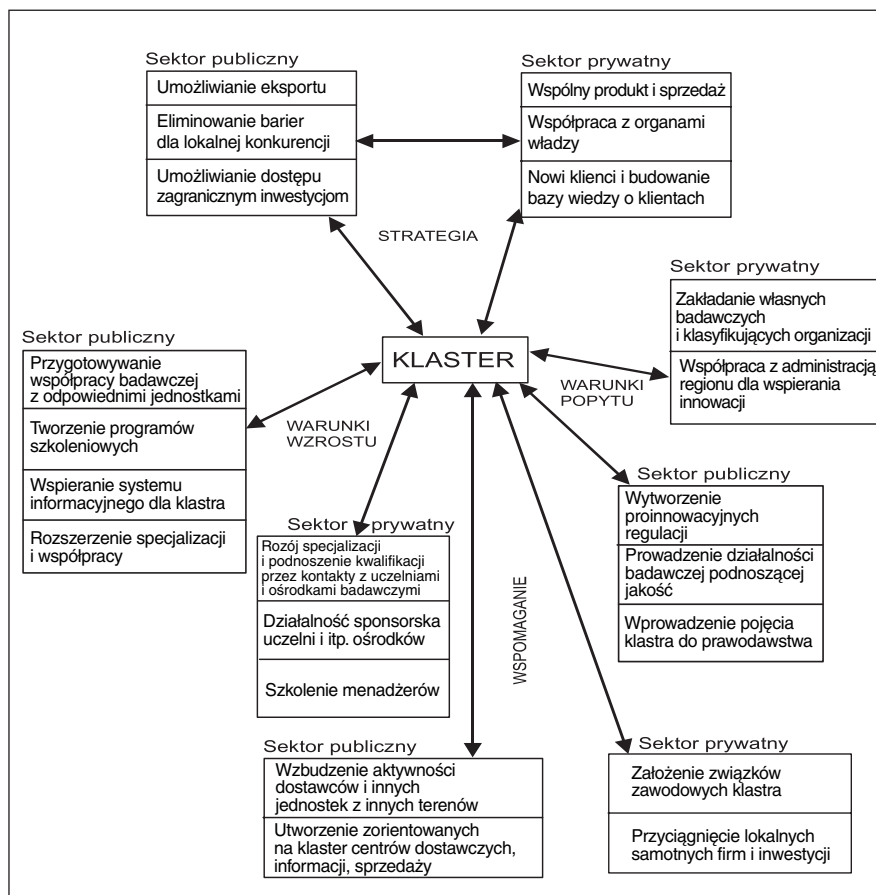 Sektor publiczny
Umożliwianie eksportu
Eliminowanie barier
dla lokalnej konkurencji
Umożliwianie dostępu
zagranicznym inwestycjom
Sektor prywatny
Wspólny produkt i sprzedaż
Współpraca z organami
władzy
Nowi klienci i budowanie
bazy wiedzy o klientach
STRATEGIA
Sektor prywatny
Zakładanie własnych
badawczych
i klasyfikujących organizacji
Współpraca z administracją
regionu dla wspierania
innowacji
Sektor publiczny
Przygotowywanie
współpracy badawczej
z odpowiednimi jednostkami
Tworzenie programów
szkoleniowych
Wspieranie systemu
informacyjnego dla klastra
Rozszerzenie specjalizacji
i współpracy
KLASTER
WARUNKI
POPYTU
WARUNKI
WZROSTU
Sektor publiczny
Wytworzenie
proinnowacyjnych
regulacji
Prowadzenie działalności
badawczej podnoszącej
jakość
Wprowadzenie pojęcia
klastra do prawodawstwa
Sektor prywatny
Rozój specjalizacji
i podnoszenie kwalifikacji
przez kontakty z uczelniami
i ośrodkami badawczymi
Działalność sponsorska
uczelni i itp. ośrodków
Szkolenie menadżerów
WSPOMAGANIE
Sektor publiczny
Wzbudzenie aktywności
dostawców i innych
jednostek z innych terenów
Utworzenie zorientowanych
na klaster centrów dostawczych,
informacji, sprzedaży
Sektor prywatny
Założenie związków
zawodowych klastra
Przyciągnięcie lokalnych
samotnych firm i inwestycji